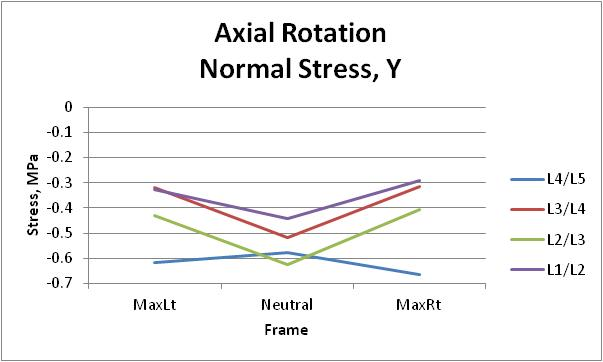 Axial Rotation
Normal Stress, Y
0
-0.1
-0.2
-0.3
-0.4
-0.5
-0.6
-0.7
Stress, MPa
MaxLt Neutral MaxRt
Frame
L4/L5
L3/L4
L2/L3
L1/L2